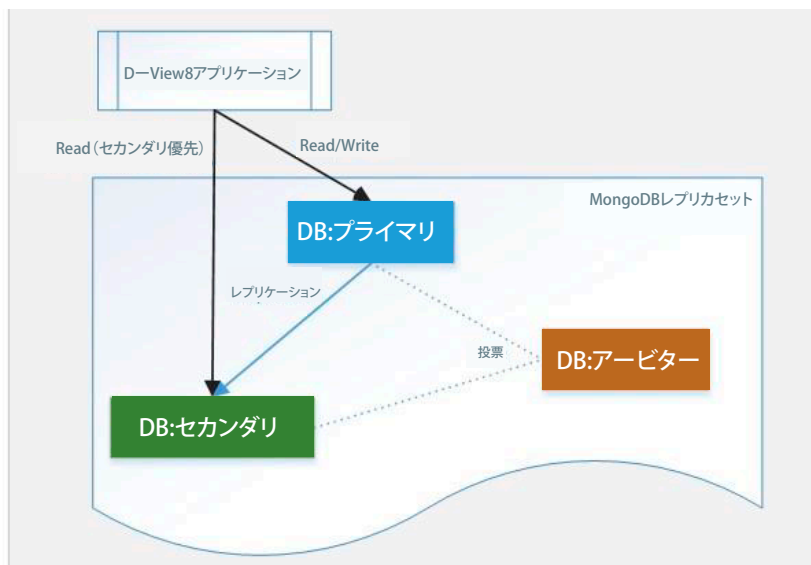 DーView8アプリケーション
Read（セカンダリ優先）
Read/Write
MongoDBレプリカセット
DB:プライマリ
レプリケーション
投票
DB:アービター
DB:セカンダリ